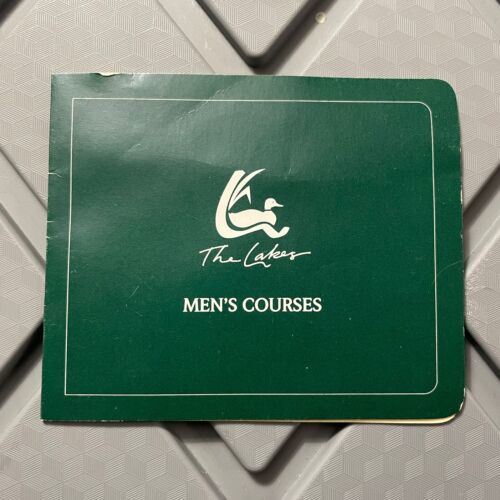 The Lakes
MEN'S COURSES